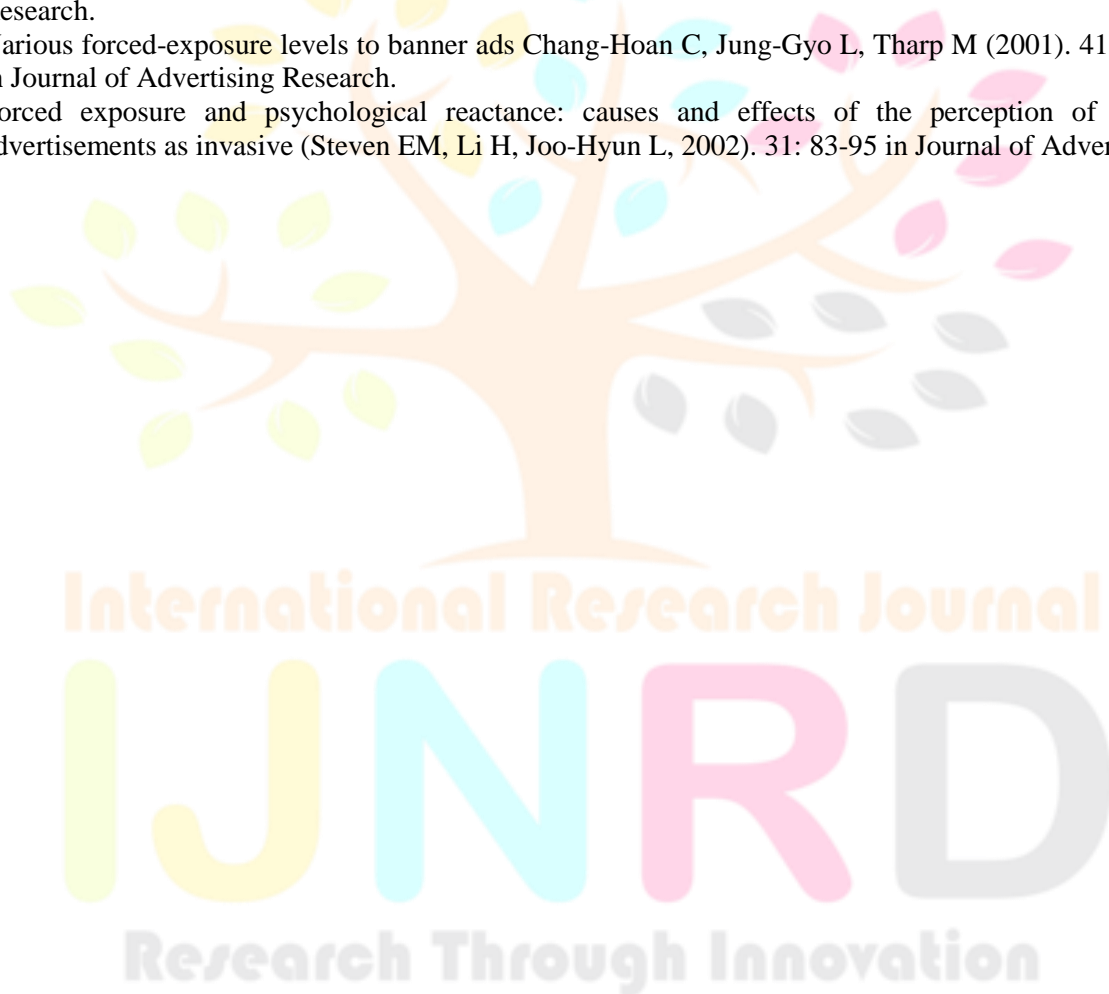 esearch.
Various forced-exposure levels to banner ads Chang-Hoan C, Jung-Gyo L, Tharp M (2001). 41
n Journal of Advertising Research.
orced exposure and psychological reactance: causes and effects of the perception of
dvertisements as invasive (Steven EM, Li H, Joo-Hyun L, 2002). 31: 83-95 in Journal of Adver
International Research Journal
IJNRD
Research Through Innovation